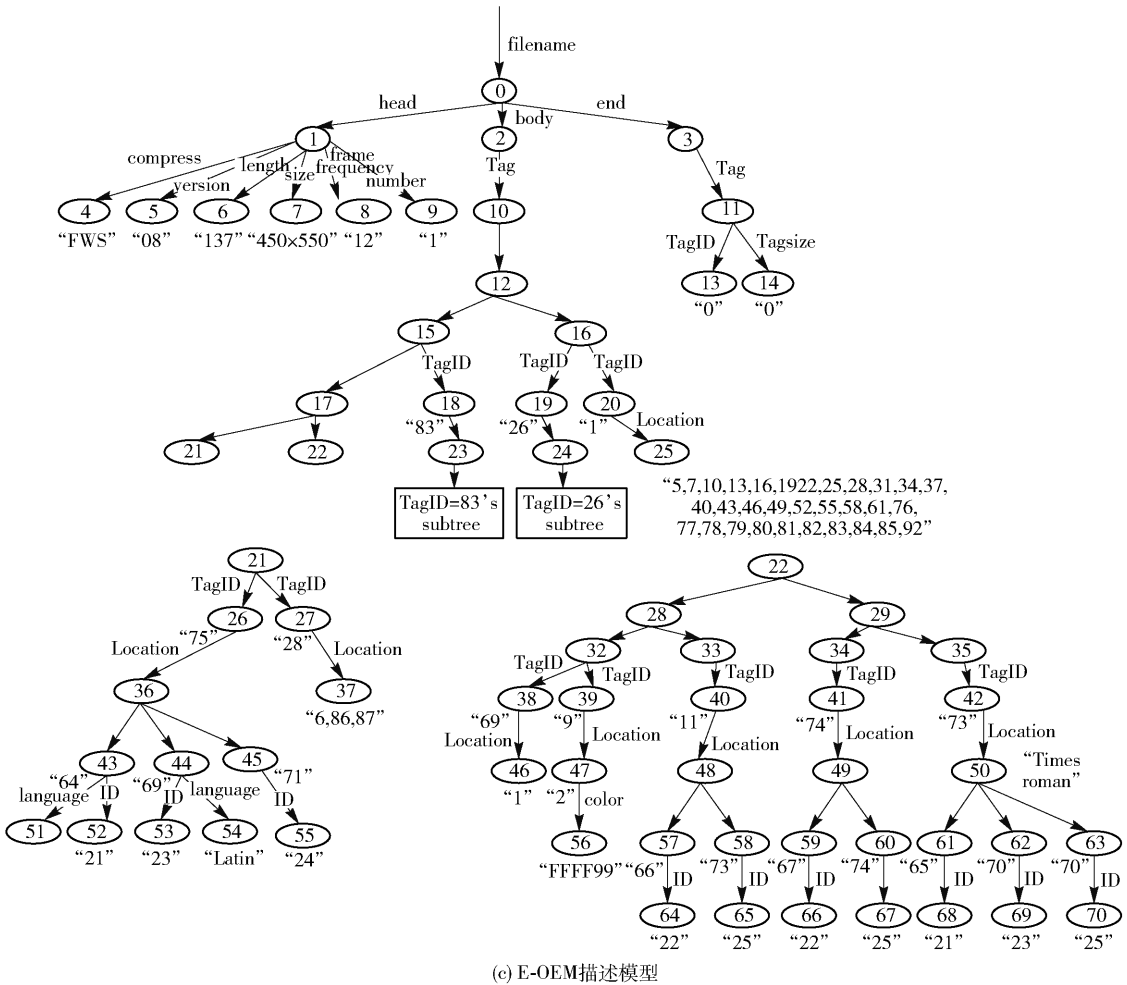 filename
0
head
body
end
1
2
3
compress
version
length
size
frame
frequency
number
Tag
Tag
4
5
6
7
8
9
10
11
“FWS”
“08”
“137”
“450×550”
“12”
“1”
TagID
Tagsize
12
13
14
“0”
“0”
15
16
TagID
TagID
TagID
17
18
19
20
“83”
“26”
“1”
Location
21
22
23
24
25
TagID=83's
subtree
TagID=26's
subtree
“5,7,10,13,16,1922,25,28,31,34,37,
40,43,46,49,52,55,58,61,76,
77,78,79,80,81,82,83,84,85,92”
21
TagID
TagID
26
27
“75”
“28”
Location
Location
36
37
“6,86,87”
43
44
45
“64”
“69”
“71”
language
ID
ID
language
ID
51
52
53
54
55
“21”
“23”
“Latin”
“24”
22
28
29
32
33
34
35
TagID
TagID
TagID
TagID
TagID
38
39
40
41
42
“69”
“9”
“11”
“74”
“73”
Location
Location
Location
Location
Location
46
47
48
49
50
“Times
roman”
“1”
“2”
color
56
57
58
59
60
61
62
63
“FFFF99”
“66”
“73”
“67”
“74”
“65”
“70”
“70”
ID
ID
ID
ID
ID
ID
64
65
66
67
68
69
70
“22”
“25”
“22”
“25”
“21”
“23”
“25”
(c) E-OEM描述模型